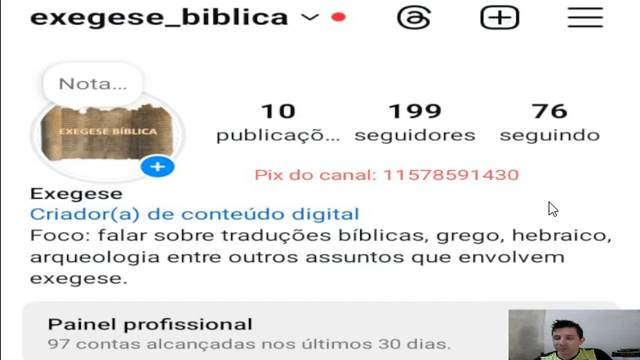 exegese_biblica
Nota...
EXEGESE BÍBLICA
10 199 76
publicaçõ... seguidores seguindo
Pix do canal: 11578591430
Exegese
Criador(a) de conteúdo digital
Foco: falar sobre traduções bíblicas, grego, hebraico,
arqueologia entre outros assuntos que envolvem
exegese.
Painel profissional
97 contas alcançadas nos últimos 30 dias.